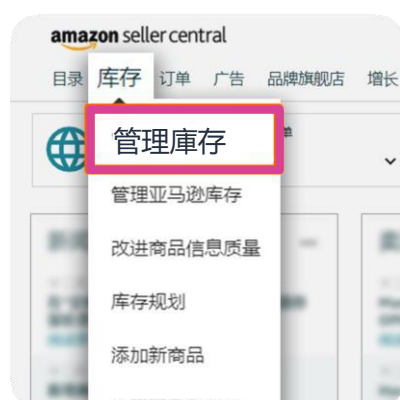 amazon seller central
目录 库存 订单 广告 品牌旗舰店 增长
管理庫存
管理亚马逊库存
改进商品信息质量
库存规划
添加新商品